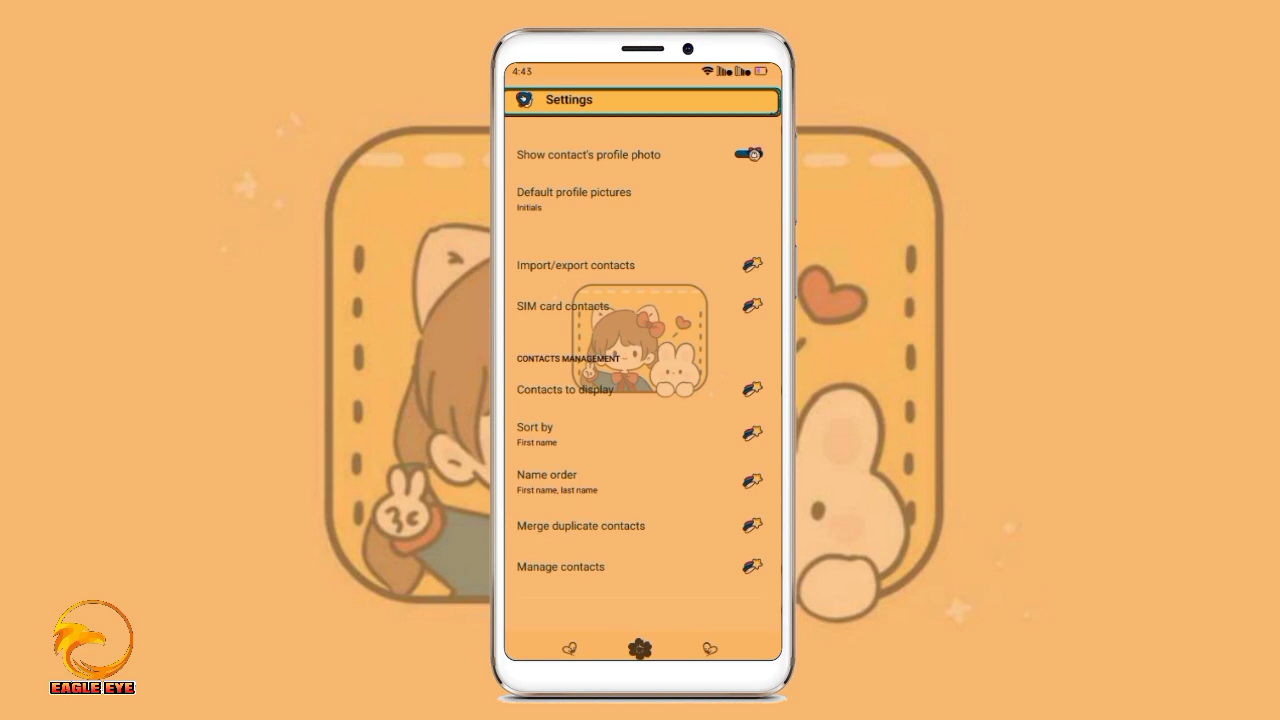 4:43
Settings
Show contact's profile photo
Default profile pictures
Initials
Import/export contacts
SIM card contacts
CONTACTS MANAGEMENT
Contacts to display
Sort by
First name
Name order
First name, last name
Merge duplicate contacts
Manage contacts
EAGLE EYE